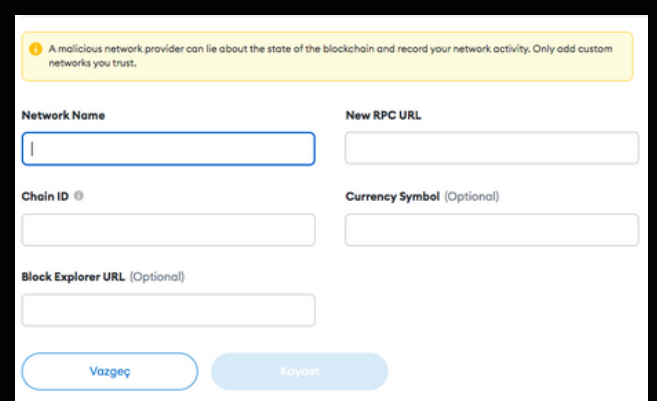 A malicious network provider can lie about the state of the blockchain and record your network activity. Only add custom
networks you trust.
Network Name
New RPC URL
Chain ID
Currency Symbol (Optional)
Block Explorer URL (Optional)
Vazgeç
Kaydet